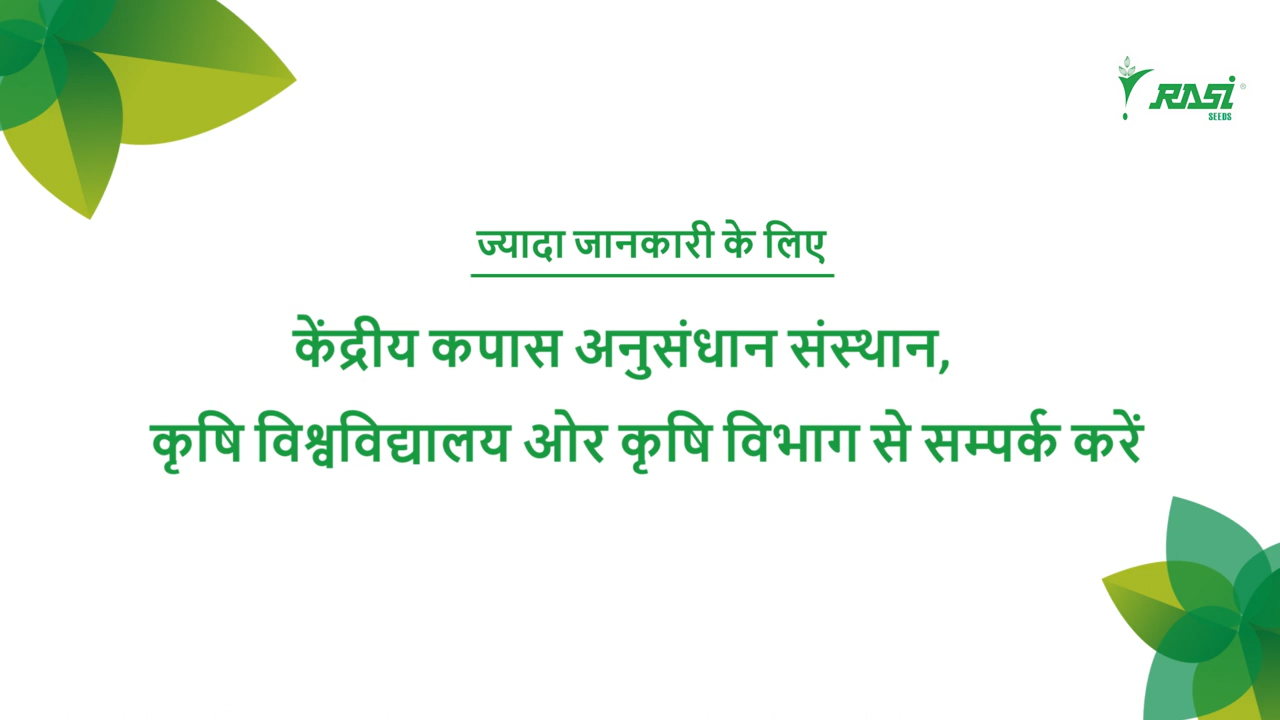 RASI ®
SEEDS
ज्यादा जानकारी के लिए
केंद्रीय कपास अनुसंधान संस्थान,
कृषि विश्वविद्यालय ओर कृषि विभाग से सम्पर्क करें